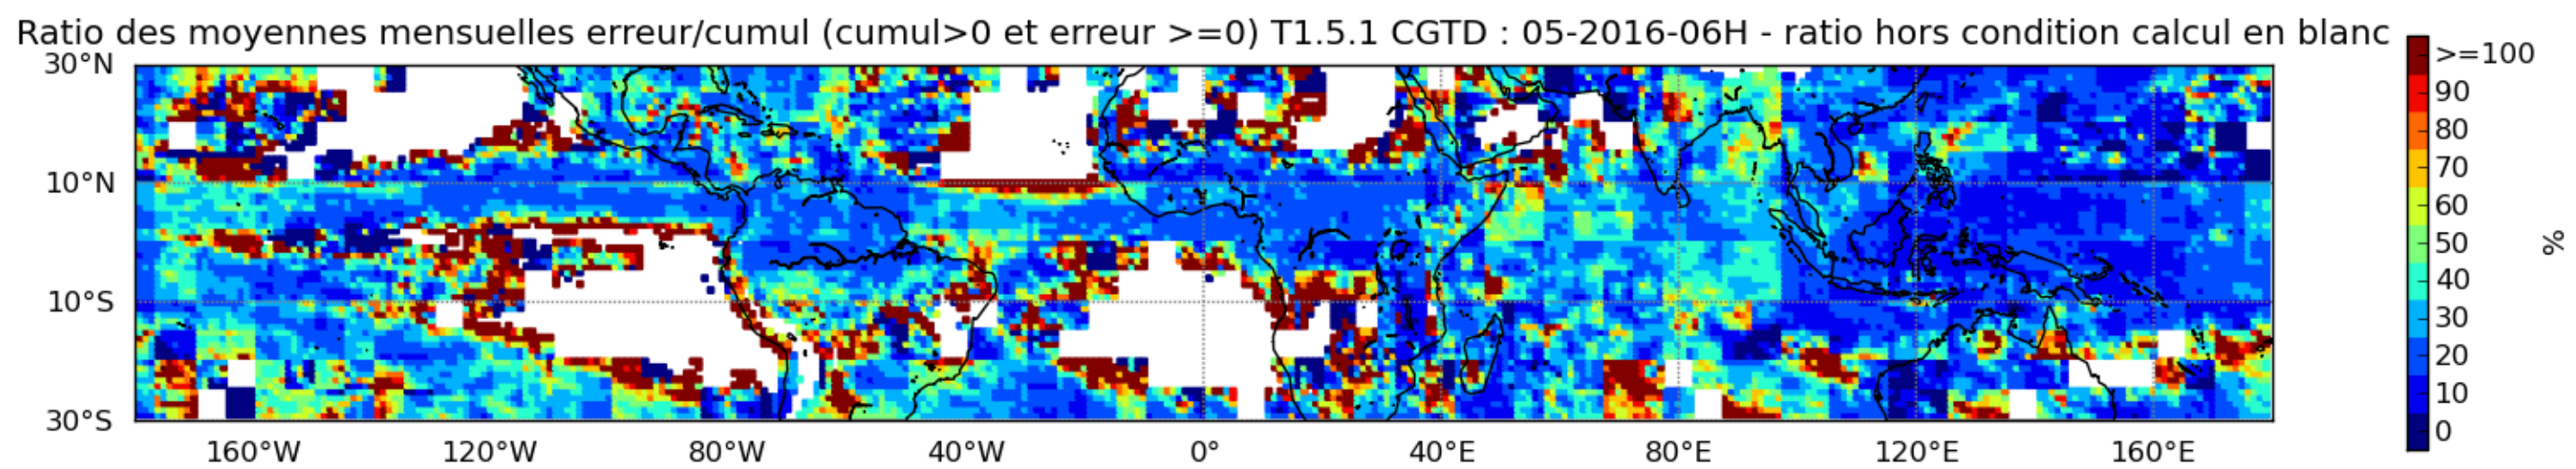 Ratio des moyennes mensuelles erreur/cumul (cumul>0 et erreur >=0) T1.5.1 CGTD : 05-2016-06H - ratio hors condition calcul en blanc
30°N
10°N
10°S
30°S
160°W 120°W 80°W 40°W 0° 40°E 80°E 120°E 160°E
>=100
90
80
70
60
50
40
30
20
10
0
%